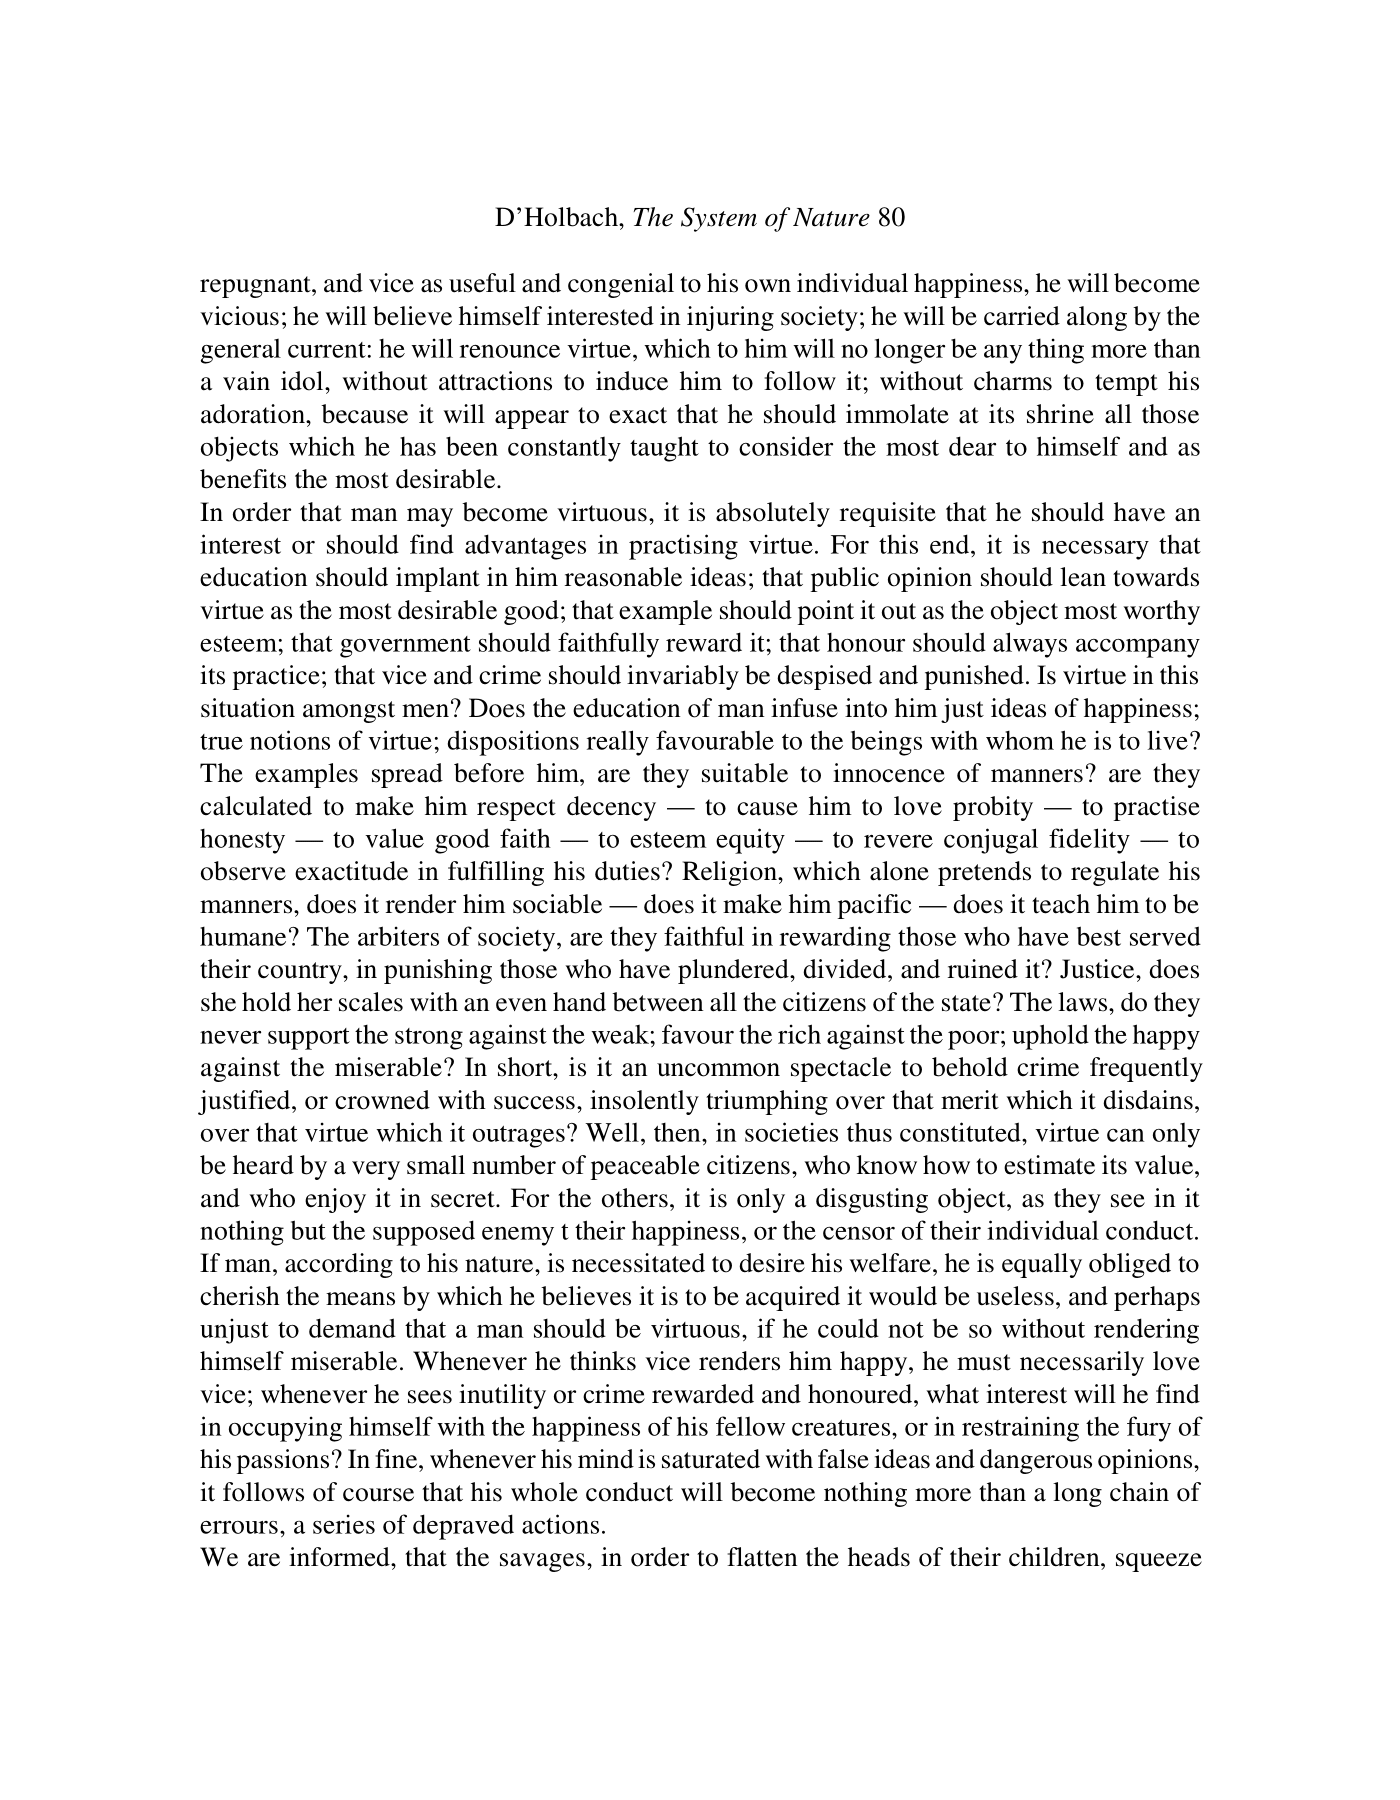 D’Holbach, The System of Nature 80
repugnant, and vice as useful and congenial to his own individual happiness, he will become
vicious; he will believe himself interested in injuring society; he will be carried along by the
general current: he will renounce virtue, which to him will no longer be any thing more than
a vain idol, without attractions to induce him to follow it; without charms to tempt his
adoration, because it will appear to exact that he should immolate at its shrine all those
objects which he has been constantly taught to consider the most dear to himself and as
benefits the most desirable.
In order that man may become virtuous, it is absolutely requisite that he should have an
interest or should find advantages in practising virtue. For this end, it is necessary that
education should implant in him reasonable ideas; that public opinion should lean towards
virtue as the most desirable good; that example should point it out as the object most worthy
esteem; that government should faithfully reward it; that honour should always accompany
its practice; that vice and crime should invariably be despised and punished. Is virtue in this
situation amongst men? Does the education of man infuse into him just ideas of happiness;
true notions of virtue; dispositions really favourable to the beings with whom he is to live?
The examples spread before him, are they suitable to innocence of manners? are they
calculated to make him respect decency — to cause him to love probity — to practise
honesty — to value good faith — to esteem equity — to revere conjugal fidelity — to
observe exactitude in fulfilling his duties? Religion, which alone pretends to regulate his
manners, does it render him sociable — does it make him pacific — does it teach him to be
humane? The arbiters of society, are they faithful in rewarding those who have best served
their country, in punishing those who have plundered, divided, and ruined it? Justice, does
she hold her scales with an even hand between all the citizens of the state? The laws, do they
never support the strong against the weak; favour the rich against the poor; uphold the happy
against the miserable? In short, is it an uncommon spectacle to behold crime frequently
justified, or crowned with success, insolently triumphing over that merit which it disdains,
over that virtue which it outrages? Well, then, in societies thus constituted, virtue can only
be heard by a very small number of peaceable citizens, who know how to estimate its value,
and who enjoy it in secret. For the others, it is only a disgusting object, as they see in it
nothing but the supposed enemy t their happiness, or the censor of their individual conduct.
If man, according to his nature, is necessitated to desire his welfare, he is equally obliged to
cherish the means by which he believes it is to be acquired it would be useless, and perhaps
unjust to demand that a man should be virtuous, if he could not be so without rendering
himself miserable. Whenever he thinks vice renders him happy, he must necessarily love
vice; whenever he sees inutility or crime rewarded and honoured, what interest will he find
in occupying himself with the happiness of his fellow creatures, or in restraining the fury of
his passions? In fine, whenever his mind is saturated with false ideas and dangerous opinions,
it follows of course that his whole conduct will become nothing more than a long chain of
errours, a series of depraved actions.
We are informed, that the savages, in order to flatten the heads of their children, squeeze